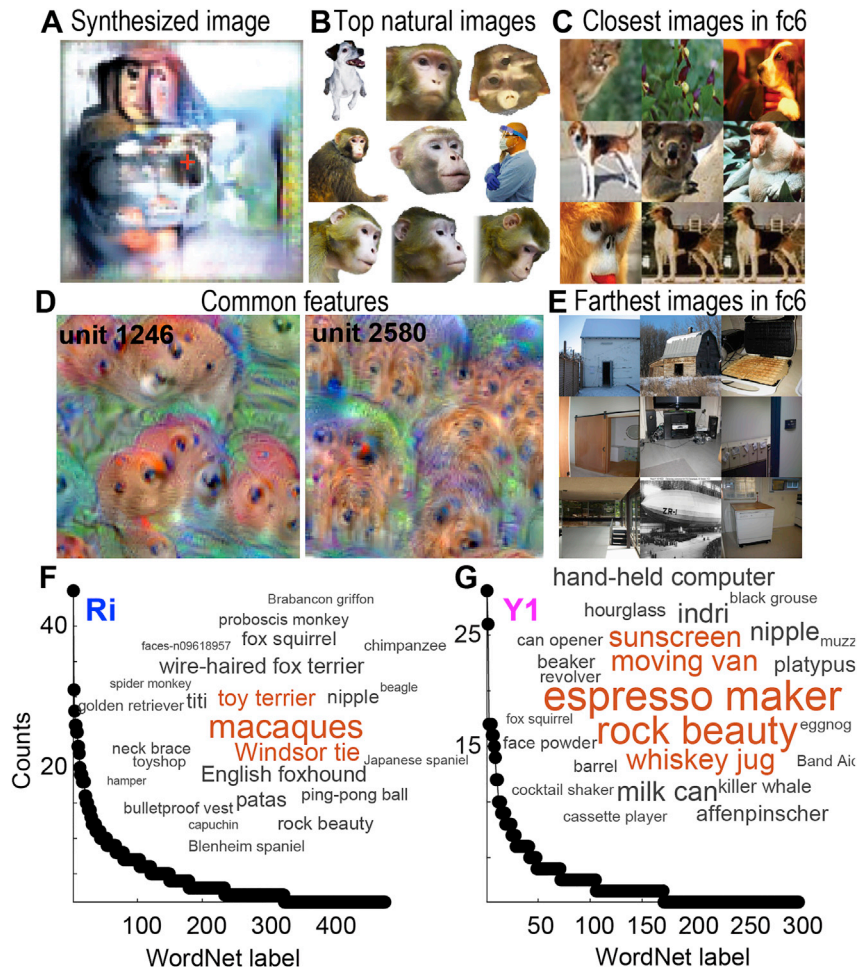 A Synthesized image
B Top natural images
C Closest images in fc6
D Common features
unit 1246
unit 2580
E Farthest images in fc6
ZR-1
F
Ri
Counts
40
20
Brabancon griffon
proboscis monkey
faces-n09618957
fox squirrel
chimpanzee
wire-haired fox terrier
spider monkey
golden retriever
titi
toy terrier
nipple
beagle
macaques
neck brace
Windsor tie
toyshop
Japanese spaniel
hamper
English foxhound
bulletproof vest
patas
ping-pong ball
capuchin
rock beauty
Blenheim spaniel
100 200 300 400
WordNet label
G
Y1
25
15
hand-held computer
black grouse
hourglass
indri
can opener
sunscreen
nipple
muzz
beaker
moving van
platypus
revolver
espresso maker
fox squirrel
rock beauty
eggnog
face powder
barrel
whiskey jug
Band Aid
cocktail shaker
milk can
killer whale
cassette player
affenpinscher
50 100 150 200 250 300
WordNet label